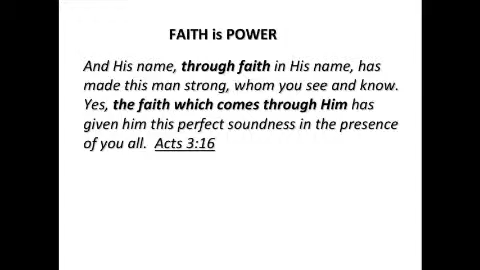 FAITH is POWER
And His name, through faith in His name, has
made this man strong, whom you see and know.
Yes, the faith which comes through Him has
given him this perfect soundness in the presence
of you all. Acts 3:16